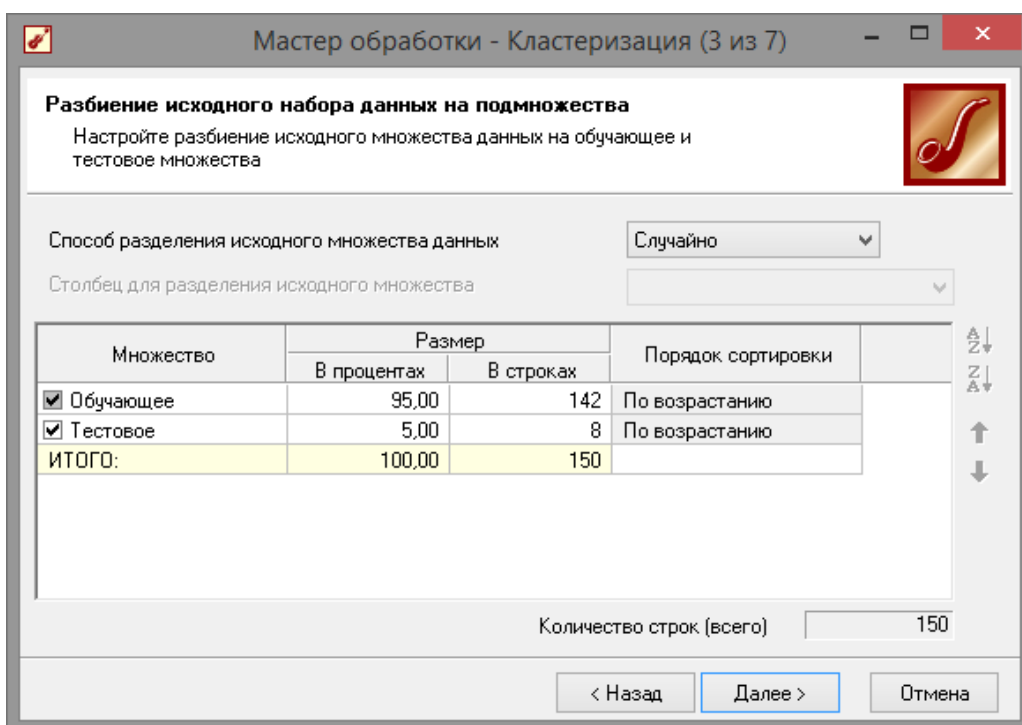 Мастер обработки - Кластеризация (3 из 7)
Разбиение исходного набора данных на подмножества
Настройте разбиение исходного множества данных на обучающее и
тестовое множества
Способ разделения исходного множества данных Случайно
Столбец для разделения исходного множества
Множество Размер Порядок сортировки
В процентах В строках
Обучающее 95,00 142 По возрастанию
Тестовое 5,00 8 По возрастанию
ИТОГО: 100,00 150
Количество строк (всего) 150
< Назад Далее > Отмена
A
Z
Z
A